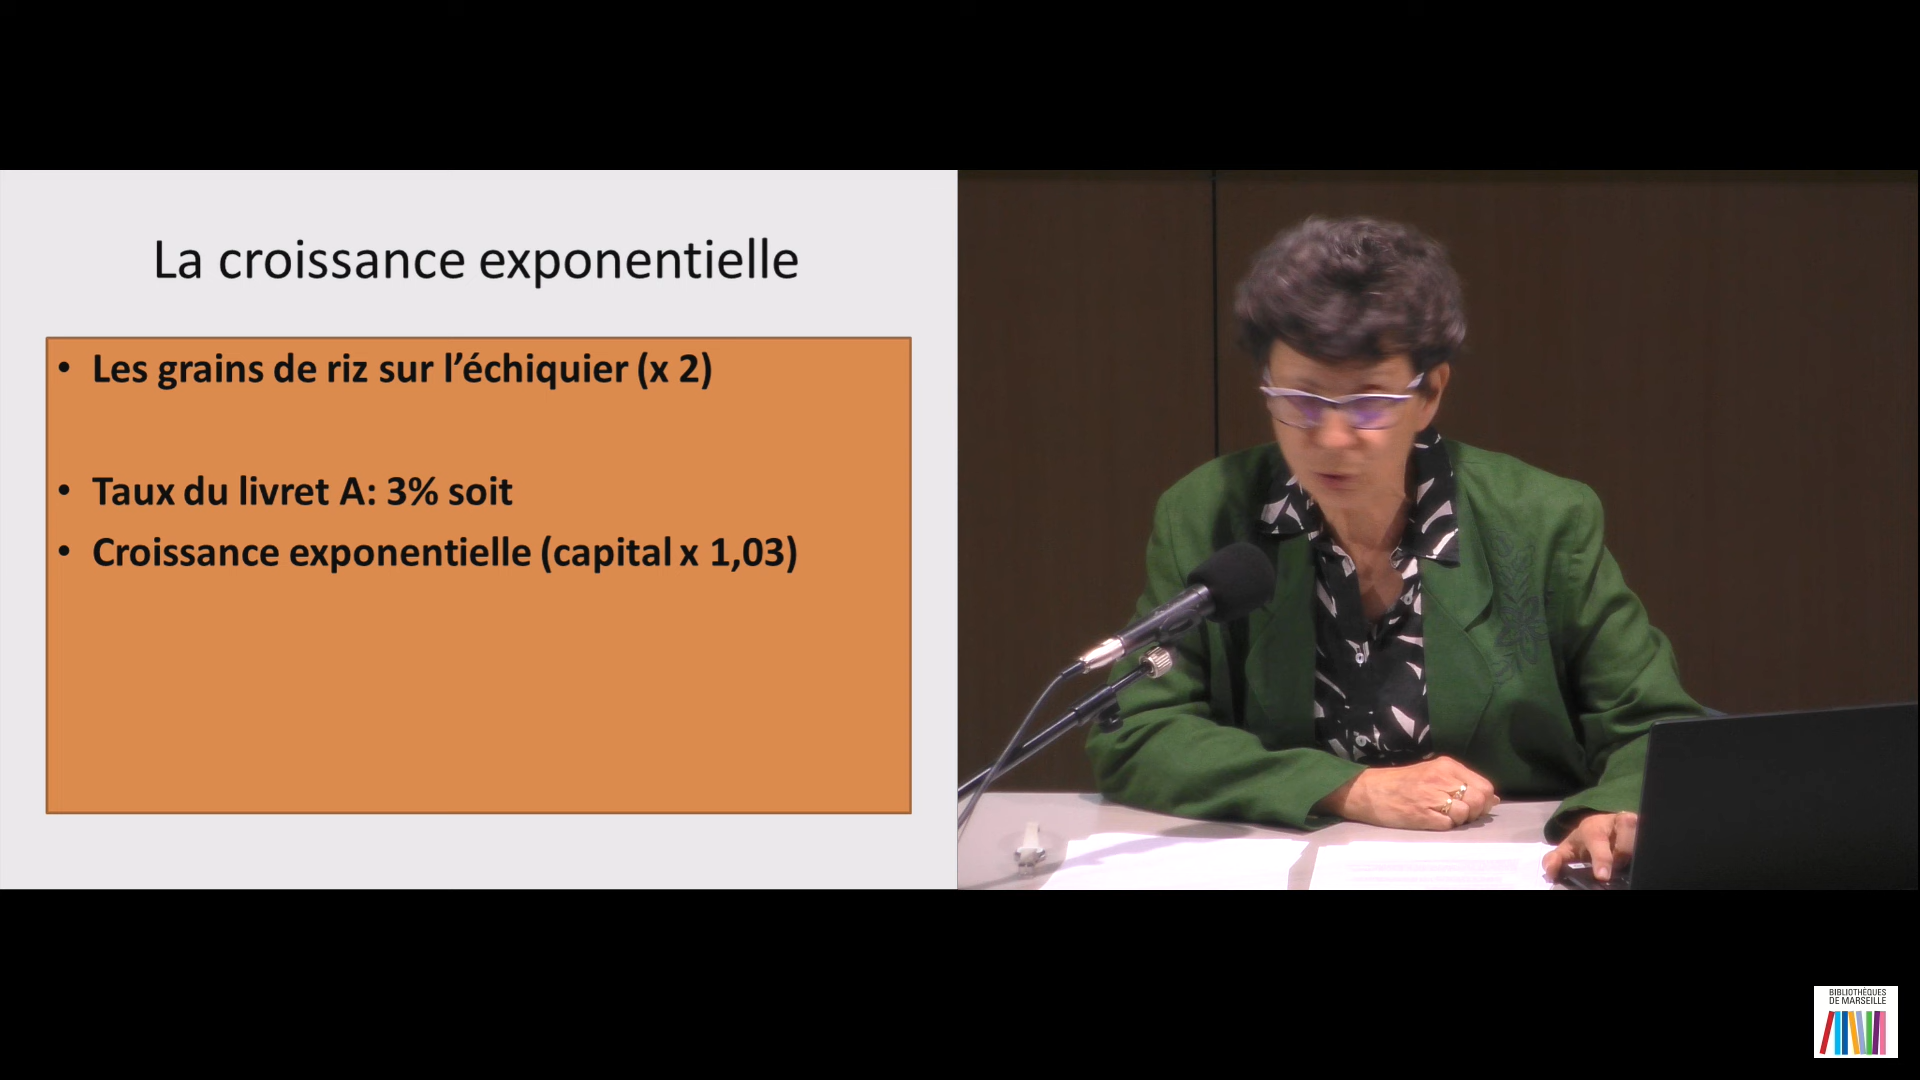 La croissance exponentielle
• Les grains de riz sur l’échiquier (x 2)
• Taux du livret A: 3% soit
• Croissance exponentielle (capital x 1,03)
BIBLIOTHÈQUES
DE MARSEILLE